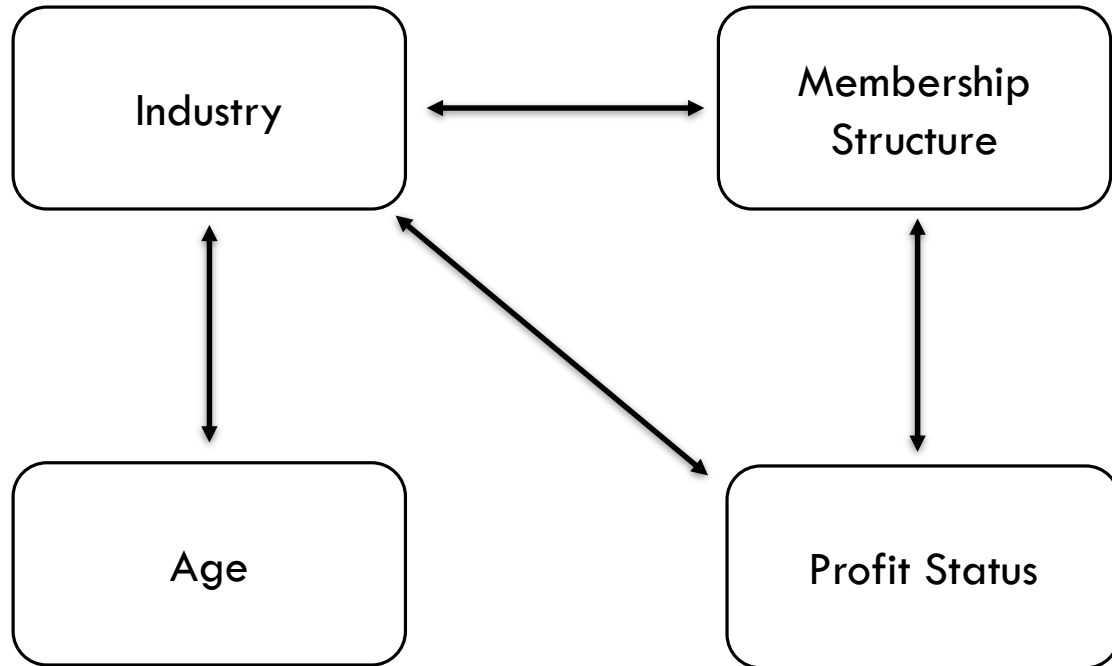 Industry
Membership
Structure
Age
Profit Status